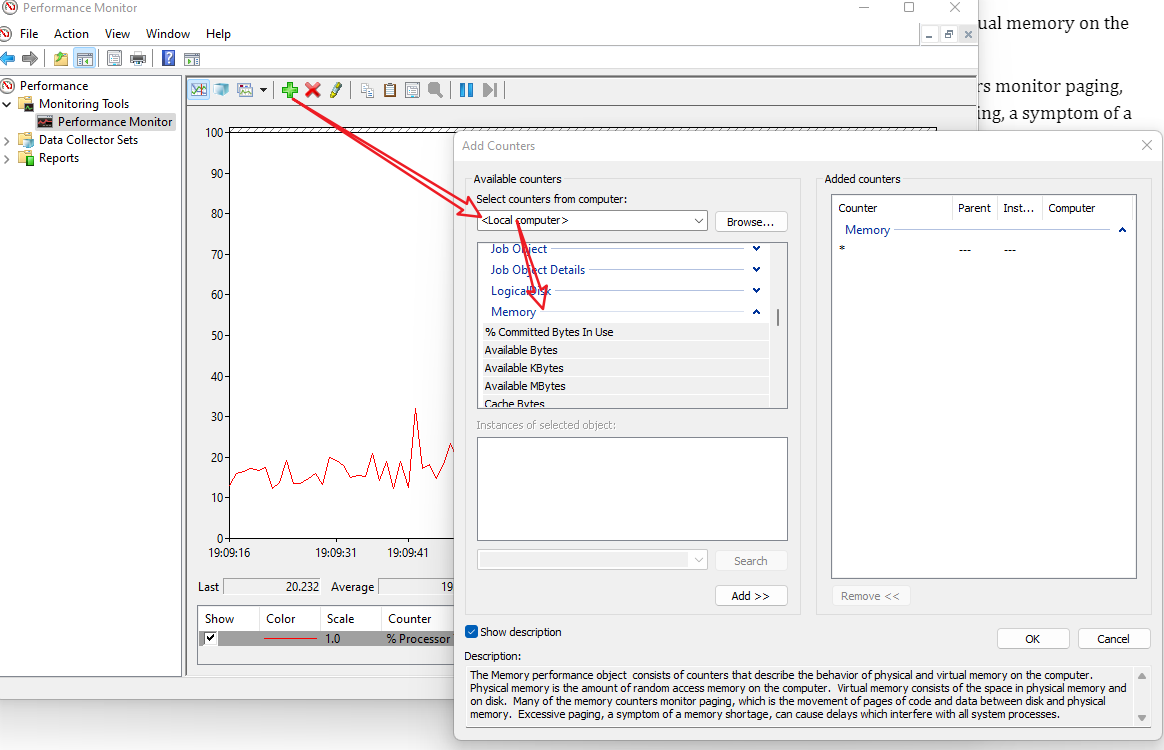 Performance Monitor
File Action View Window Help
ual memory on the
rs monitor paging,
ing, a symptom of a
Performance
Monitoring Tools
Performance Monitor
Data Collector Sets
Reports
100
90
80
70
60
50
40
30
20
10
0
19:09:16 19:09:31 19:09:41
Last 20.232 Average 19
Show Color Scale Counter
1.0 % Processor
Add Counters
Available counters
Select counters from computer:
<Local computer> Browse...
Job Object
Job Object Details
LogicalDisk
Memory
% Committed Bytes In Use
Available Bytes
Available KBytes
Available MBytes
Cache Bytes
Instances of selected object:
Search
Add >>
Added counters
Counter Parent Inst... Computer
Memory
* --- ---
Remove <<
Show description
OK Cancel
Description:
The Memory performance object consists of counters that describe the behavior of physical and virtual memory on the computer.
Physical memory is the amount of random access memory on the computer. Virtual memory consists of the space in physical memory and
on disk. Many of the memory counters monitor paging, which is the movement of pages of code and data between disk and physical
memory. Excessive paging, a symptom of a memory shortage, can cause delays which interfere with all system processes.